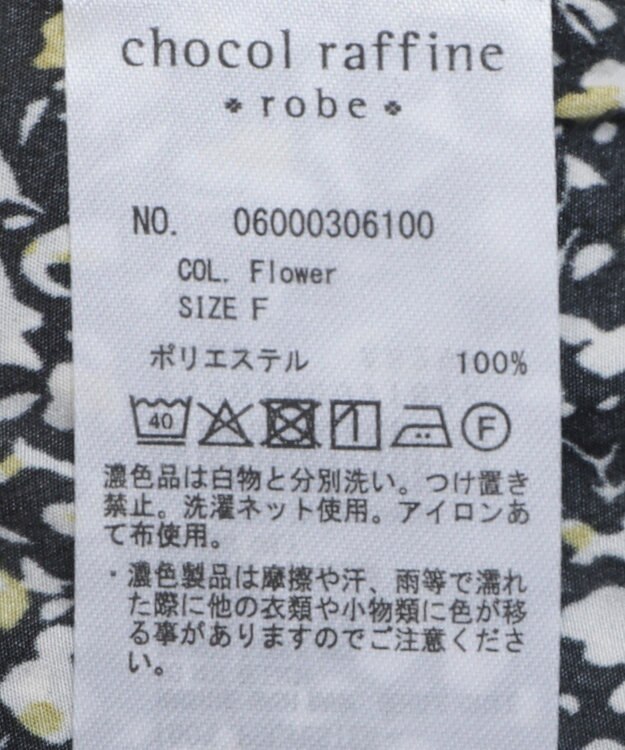 chocol raffine
robe
NO. 06000306100
COL. Flower
SIZE F
ポリエステル 100%
40
F
濃色品は白物と分別洗い。つけ置き
禁止。洗濯ネット使用。アイロンあ
て布使用。
・濃色製品は摩擦や汗、雨等で濡れ
た際に他の衣類や小物類に色が移
る事がありますのでご注意くださ
い。